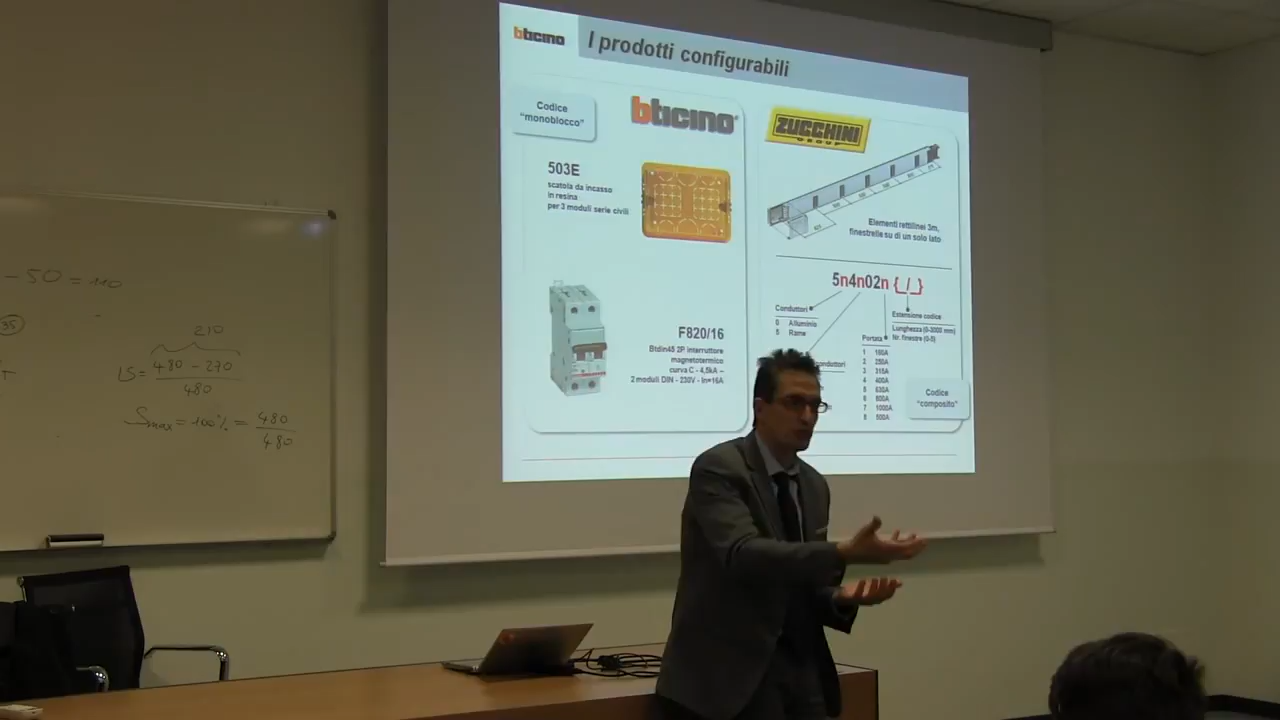 bticino
I prodotti configurabili
Codice
"monoblocco"
bticino
503E
scatola da incasso
in resina
per 3 moduli serie civili
F820/16
Btdin45 2P interruttore
magnetotermico
curva C - 4,5kA –
2 moduli DIN - 230V - In=16A
ZUCCHINI
GROUP
Elementi rettilinei 3m,
finestrelle su di un solo lato
5n4n02n {_/_}
Conduttori
0 Alluminio
5 Rame
Estensione codice
Lunghezza (0-3000 mm)
Nr. finestre (0-5)
Portata
1 160A
2 250A
3 315A
4 400A
5 630A
6 800A
7 1000A
8 500A
Codice
"composito"
- 50 = 110
35
210
LS = 480 - 270
480
Smax = 100% = 480
480